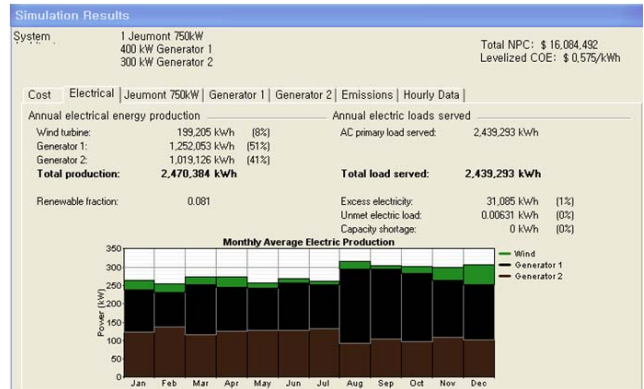 Simulation Results
System
1 Jeumont 750kW
400 kW Generator 1
300 kW Generator 2
Total NPC: $ 16,084,492
Levelized COE: $ 0,575/kWh
Cost Electrical Jeumont 750kW Generator 1 Generator 2 Emissions Hourly Data
Annual electrical energy production
Wind turbine: 199,205 kWh (8%)
Generator 1: 1,252,053 kWh (51%)
Generator 2: 1,019,126 kWh (41%)
Total production: 2,470,384 kWh
Renewable fraction: 0.081
Annual electric loads served
AC primary load served: 2,439,293 kWh
Total load served: 2,439,293 kWh
Excess electricity: 31,085 kWh (1%)
Unmet electric load: 0.00631 kWh (0%)
Capacity shortage: 0 kWh (0%)
Monthly Average Electric Production
Power (kW)
350
300
250
200
150
100
50
0
Jan Feb Mar Apr May Jun Jul Aug Sep Oct Nov Dec
Wind
Generator 1
Generator 2